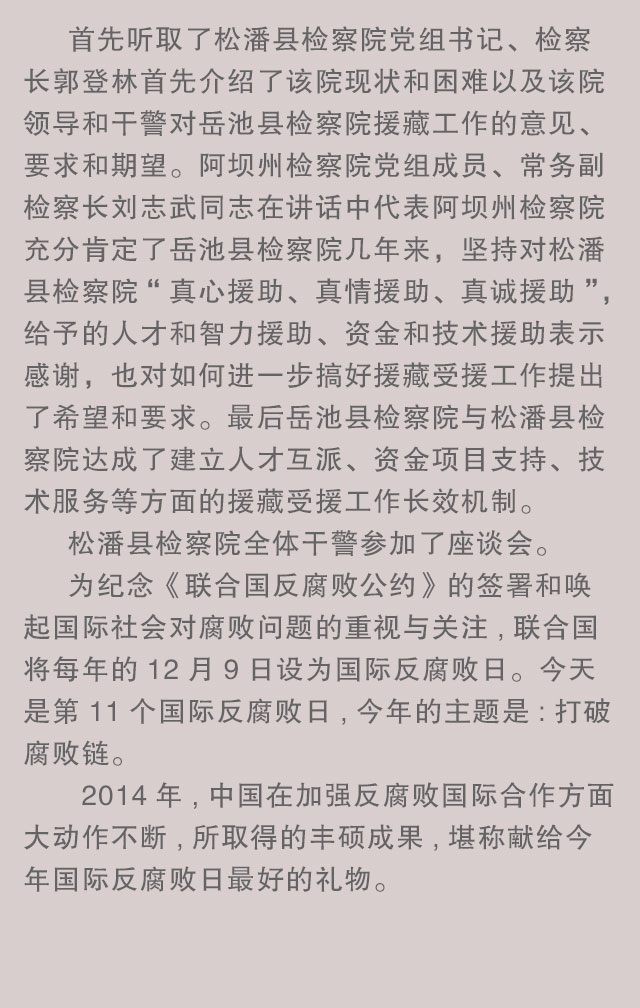 首先听取了松潘县检察院党组书记、检察
长郭登林首先介绍了该院现状和困难以及该院
领导和干警对岳池县检察院援藏工作的意见、
要求和期望。阿坝州检察院党组成员、常务副
检察长刘志武同志在讲话中代表阿坝州检察院
充分肯定了岳池县检察院几年来，坚持对松潘
县检察院“真心援助、真情援助、真诚援助”，
给予的人才和智力援助、资金和技术援助表示
感谢，也对如何进一步搞好援藏受援工作提出
了希望和要求。最后岳池县检察院与松潘县检
察院达成了建立人才互派、资金项目支持、技
术服务等方面的援藏受援工作长效机制。
松潘县检察院全体干警参加了座谈会。
为纪念《联合国反腐败公约》的签署和唤
起国际社会对腐败问题的重视与关注,联合国
将每年的 12 月 9 日设为国际反腐败日。今天
是第 11 个国际反腐败日,今年的主题是:打破
腐败链。
2014 年,中国在加强反腐败国际合作方面
大动作不断,所取得的丰硕成果,堪称献给今
年国际反腐败日最好的礼物。